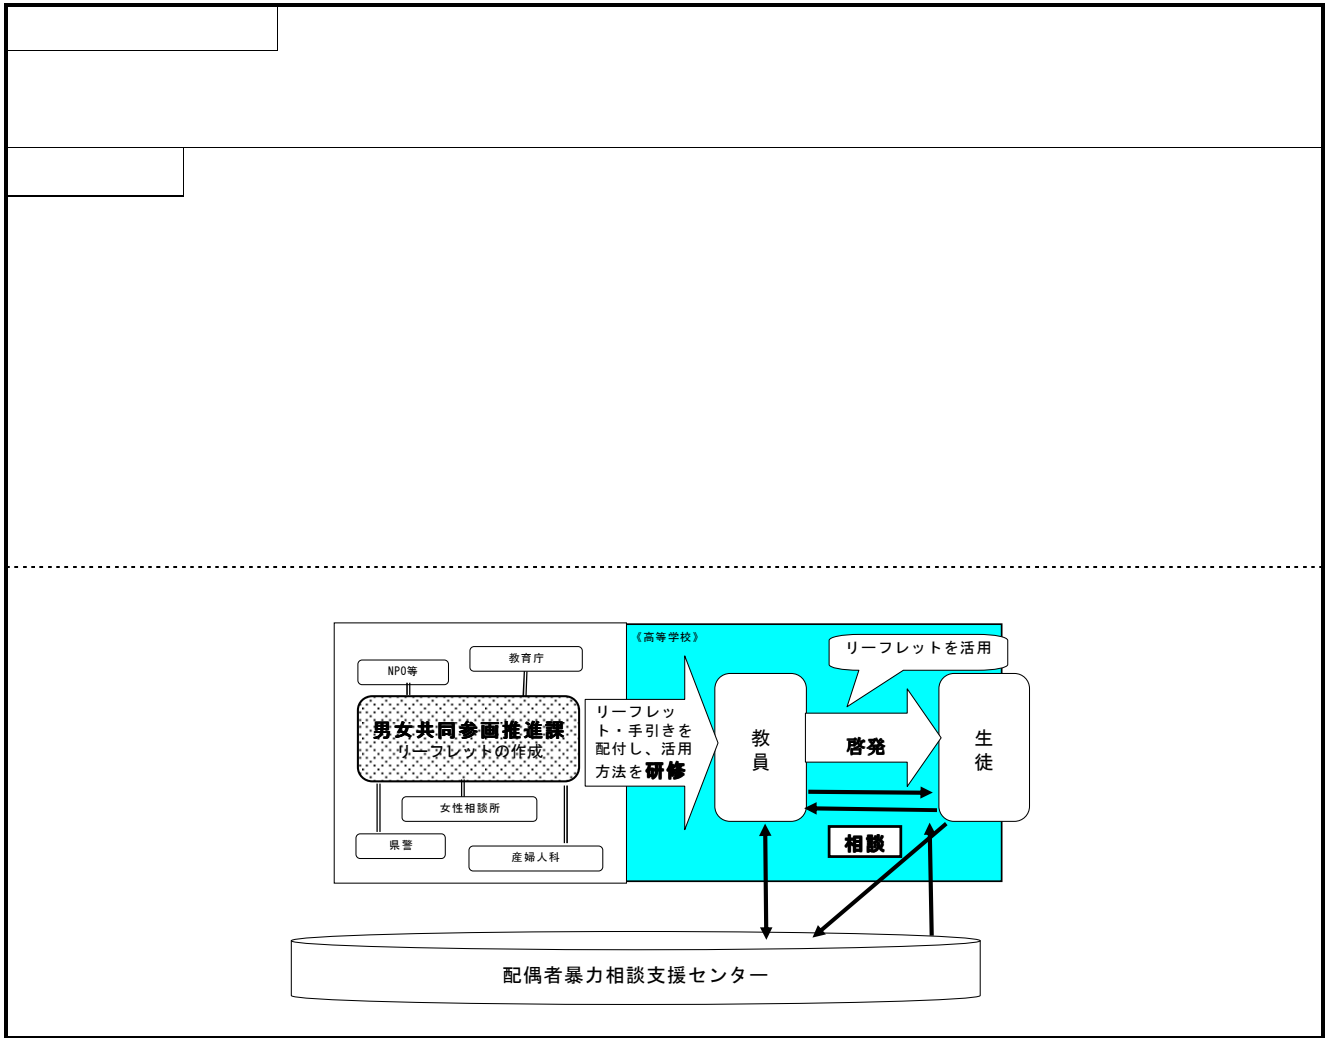 《高等学校》
リーフレットを活用
教育庁
NPO等
男女共同参画推進課
リーフレットの作成
女性相談所
県警
産婦人科
リーフレッ
ト・手引きを
配付し、活用
方法を研修
教
員
啓発
生
徒
相談
配偶者暴力相談支援センター